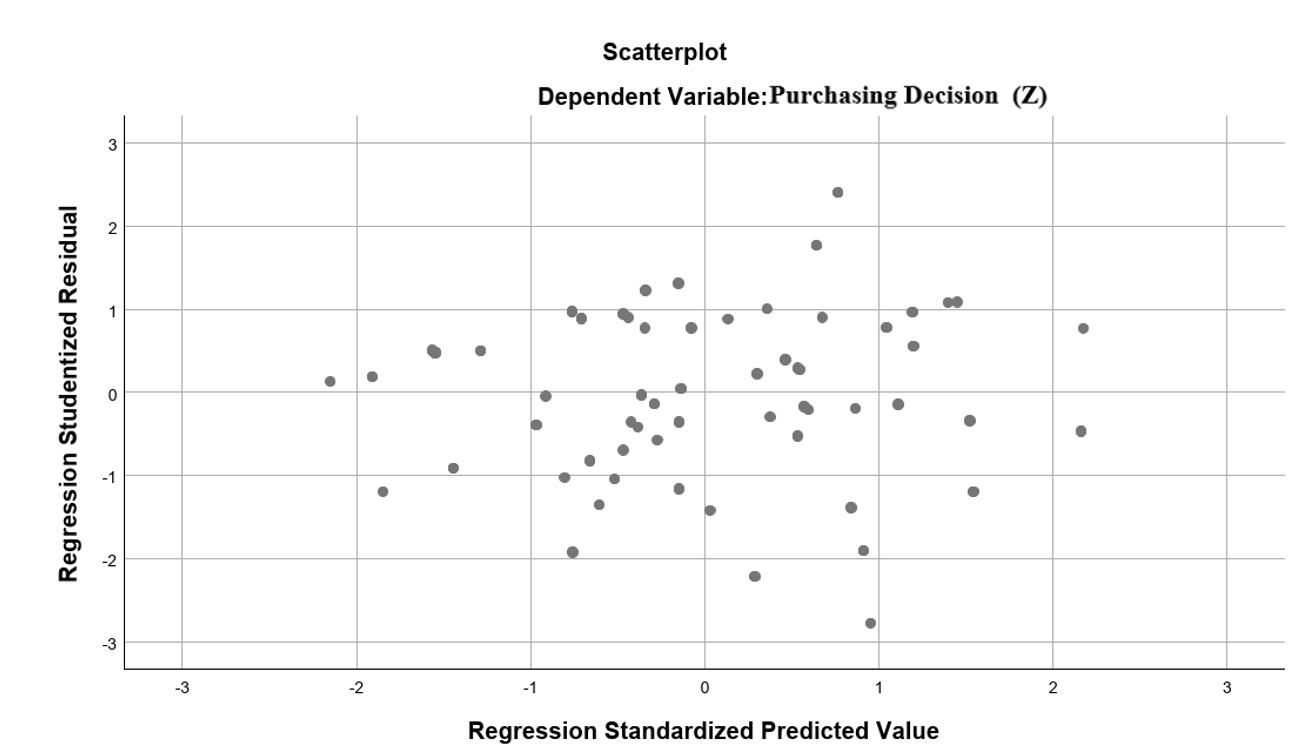 Scatterplot
Dependent Variable:Purchasing Decision (Z)
Regression Studentized Residual
3
2
1
0
-1
-2
-3
-3 -2 -1 0 1 2 3
Regression Standardized Predicted Value